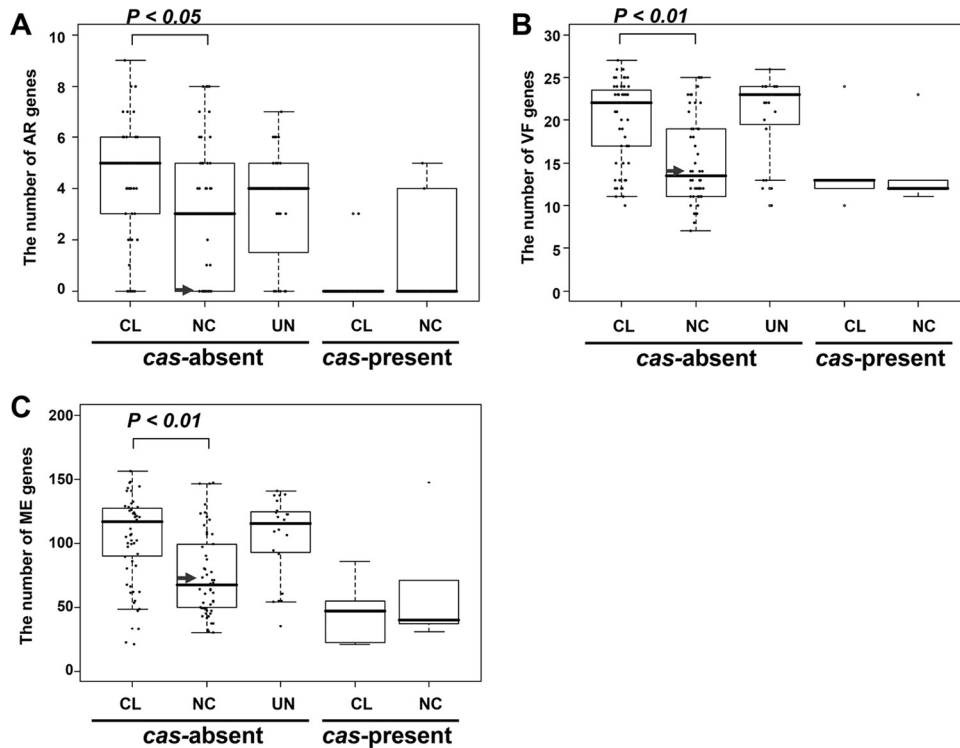 A
P < 0.05
The number of AR genes
10
8
6
4
2
0
CL NC UN CL NC
cas-absent cas-present
B
P < 0.01
The number of VF genes
30
25
20
15
10
5
0
CL NC UN CL NC
cas-absent cas-present
C
P < 0.01
The number of ME genes
200
150
100
50
0
CL NC UN CL NC
cas-absent cas-present